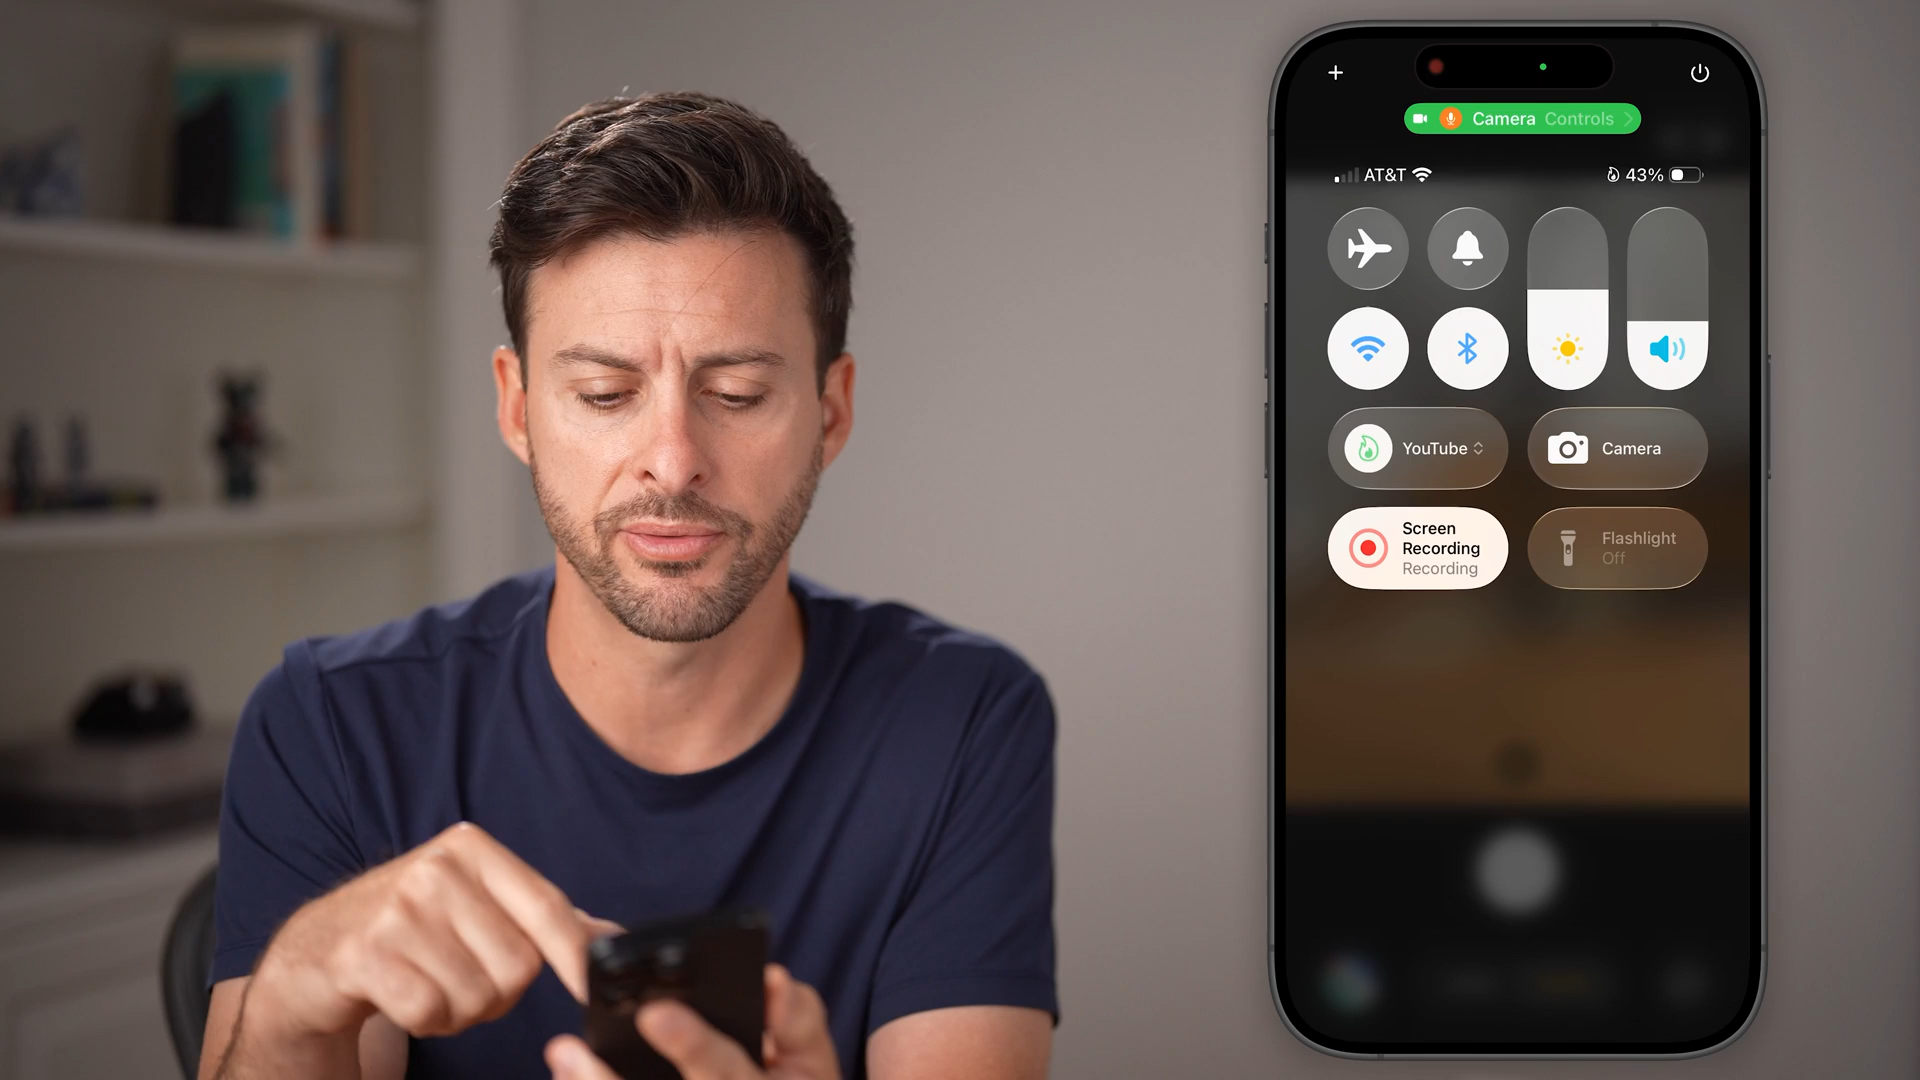 Camera Controls
AT&T
43%
YouTube
Camera
Screen
Recording
Recording
Flashlight
Off